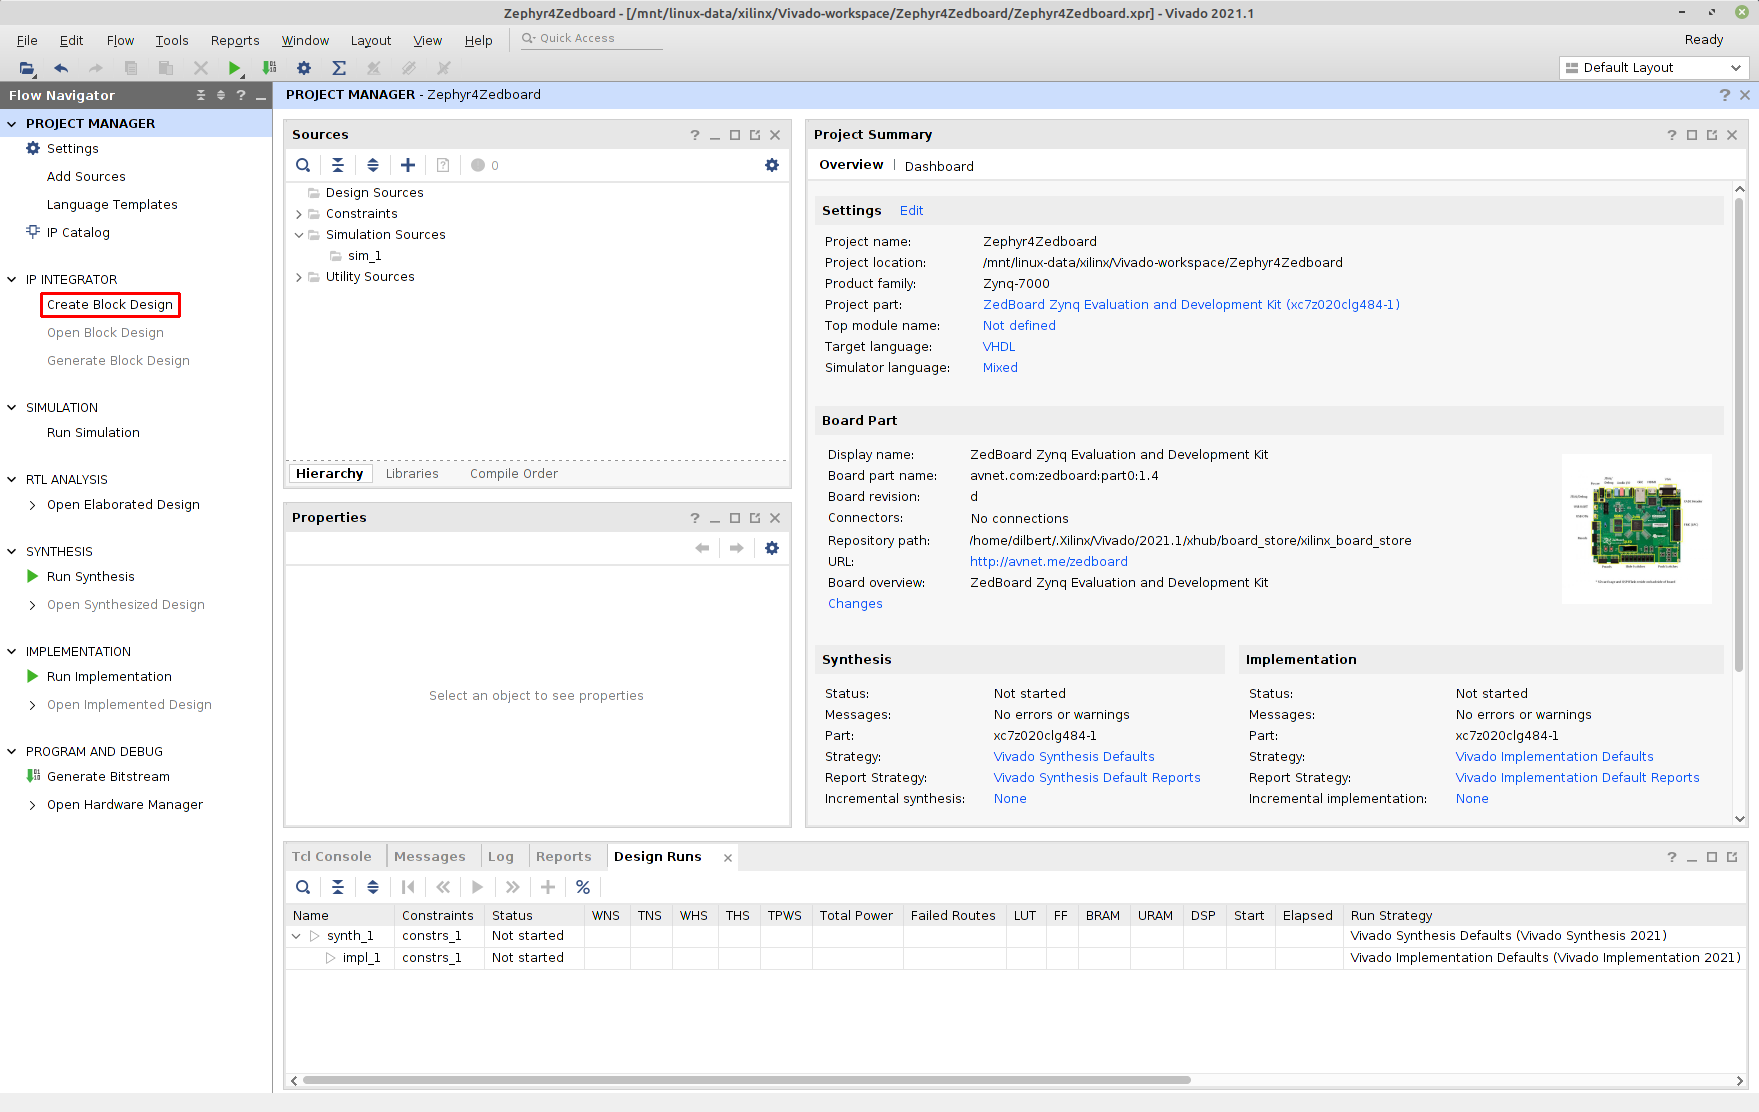 Zephyr4Zedboard - [/mnt/linux-data/xilinx/Vivado-workspace/Zephyr4Zedboard/Zephyr4Zedboard.xpr] - Vivado 2021.1
File Edit Flow Tools Reports Window Layout View Help Quick Access Ready
Default Layout
Flow Navigator
PROJECT MANAGER
Settings
Add Sources
Language Templates
IP Catalog
IP INTEGRATOR
Create Block Design
Open Block Design
Generate Block Design
SIMULATION
Run Simulation
RTL ANALYSIS
Open Elaborated Design
SYNTHESIS
Run Synthesis
Open Synthesized Design
IMPLEMENTATION
Run Implementation
Open Implemented Design
PROGRAM AND DEBUG
Generate Bitstream
Open Hardware Manager
PROJECT MANAGER - Zephyr4Zedboard
Sources
0
Design Sources
Constraints
Simulation Sources
sim_1
Utility Sources
Hierarchy Libraries Compile Order
Properties
Select an object to see properties
Project Summary
Overview | Dashboard
Settings Edit
Project name: Zephyr4Zedboard
Project location: /mnt/linux-data/xilinx/Vivado-workspace/Zephyr4Zedboard
Product family: Zynq-7000
Project part: ZedBoard Zynq Evaluation and Development Kit (xc7z020clg484-1)
Top module name: Not defined
Target language: VHDL
Simulator language: Mixed
Board Part
Display name: ZedBoard Zynq Evaluation and Development Kit
Board part name: avnet.com:zedboard:part0:1.4
Board revision: d
Connectors: No connections
Repository path: /home/dilbert/.Xilinx/Vivado/2021.1/xhub/board_store/xilinx_board_store
URL: http://avnet.me/zedboard
Board overview: ZedBoard Zynq Evaluation and Development Kit
Changes
Synthesis
Status: Not started
Messages: No errors or warnings
Part: xc7z020clg484-1
Strategy: Vivado Synthesis Defaults
Report Strategy: Vivado Synthesis Default Reports
Incremental synthesis: None
Implementation
Status: Not started
Messages: No errors or warnings
Part: xc7z020clg484-1
Strategy: Vivado Implementation Defaults
Report Strategy: Vivado Implementation Default Reports
Incremental implementation: None
Tcl Console Messages Log Reports Design Runs
Name Constraints Status WNS TNS WHS THS TPWS Total Power Failed Routes LUT FF BRAM URAM DSP Start Elapsed Run Strategy
synth_1 constrs_1 Not started Vivado Synthesis Defaults (Vivado Synthesis 2021)
impl_1 constrs_1 Not started Vivado Implementation Defaults (Vivado Implementation 2021)